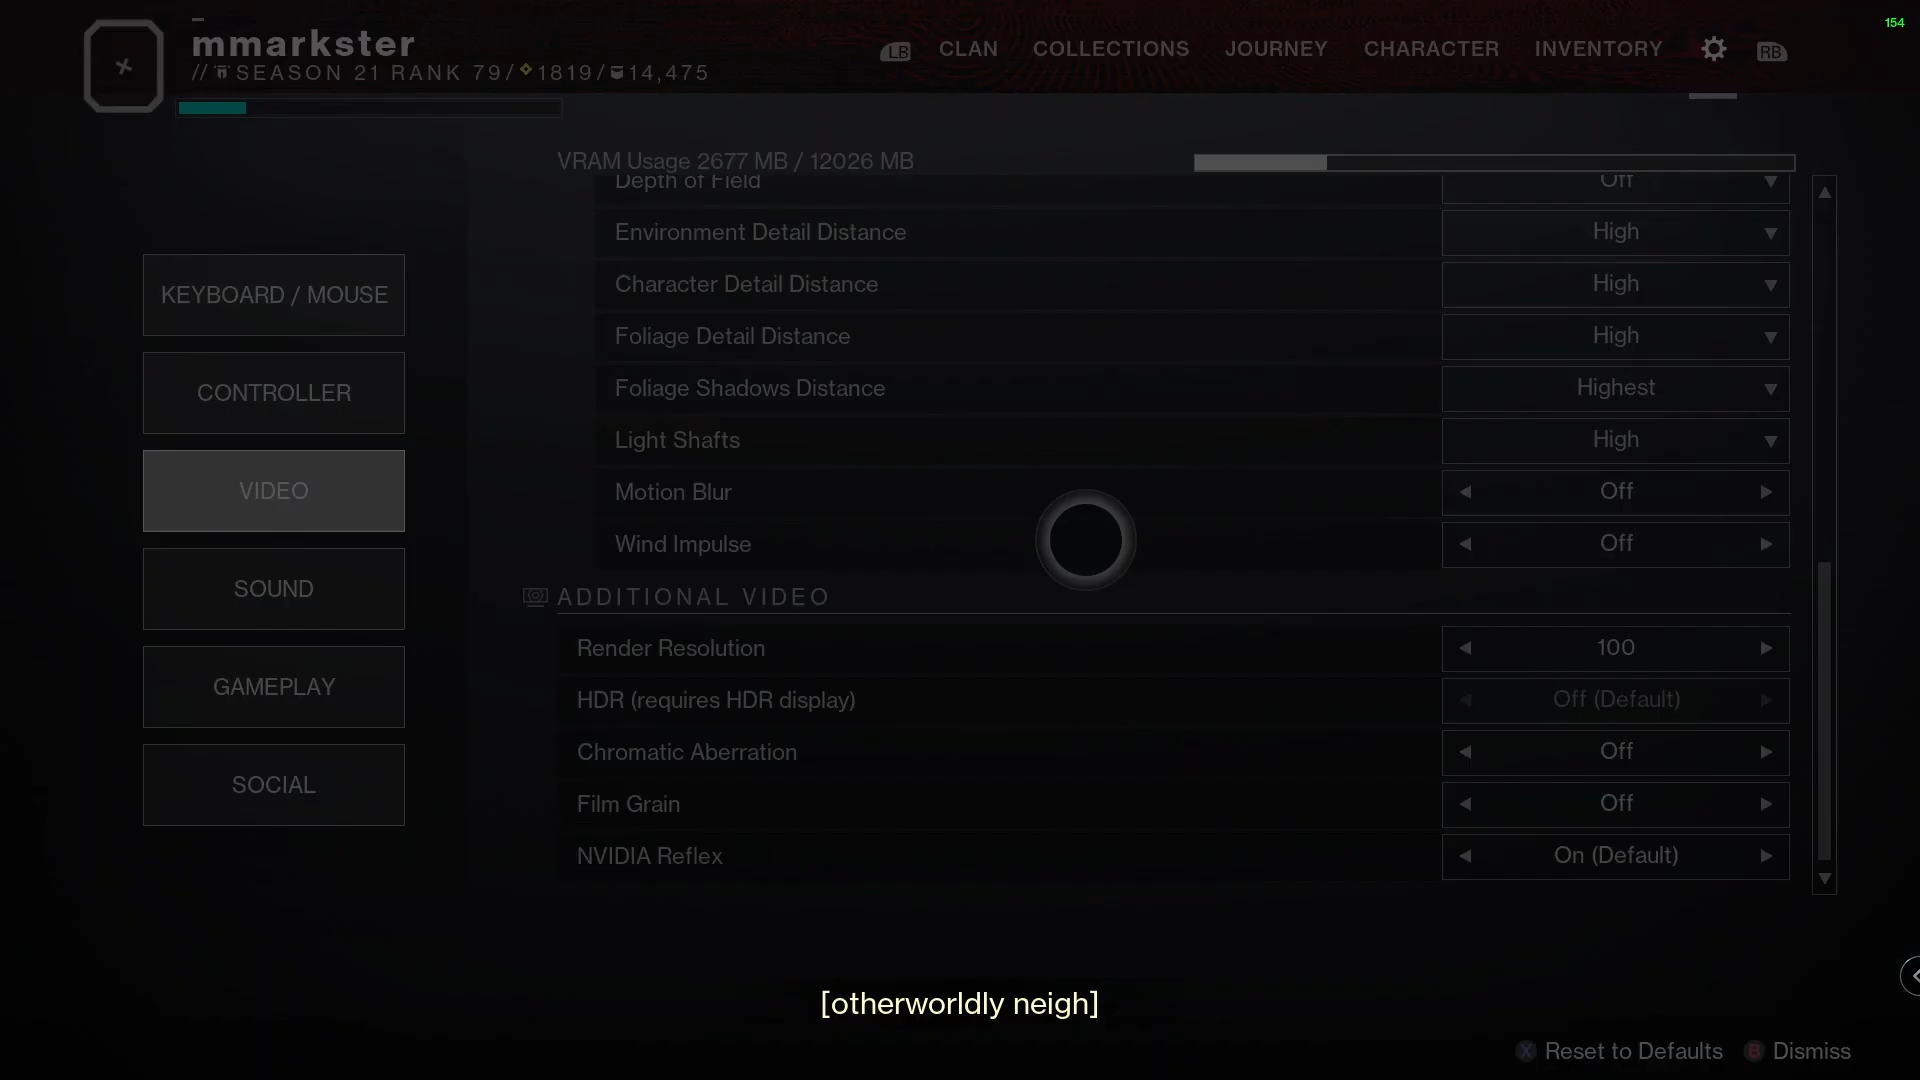 154
mmarkster
// SEASON 21 RANK 79/ 1819/ 14,475
LB CLAN COLLECTIONS JOURNEY CHARACTER INVENTORY RB
VRAM Usage 2677 MB / 12026 MB
Depth of Field Off
Environment Detail Distance High
Character Detail Distance High
Foliage Detail Distance High
Foliage Shadows Distance Highest
Light Shafts High
Motion Blur Off
Wind Impulse Off
ADDITIONAL VIDEO
Render Resolution 100
HDR (requires HDR display) Off (Default)
Chromatic Aberration Off
Film Grain Off
NVIDIA Reflex On (Default)
KEYBOARD / MOUSE
CONTROLLER
VIDEO
SOUND
GAMEPLAY
SOCIAL
[otherworldly neigh]
X Reset to Defaults B Dismiss